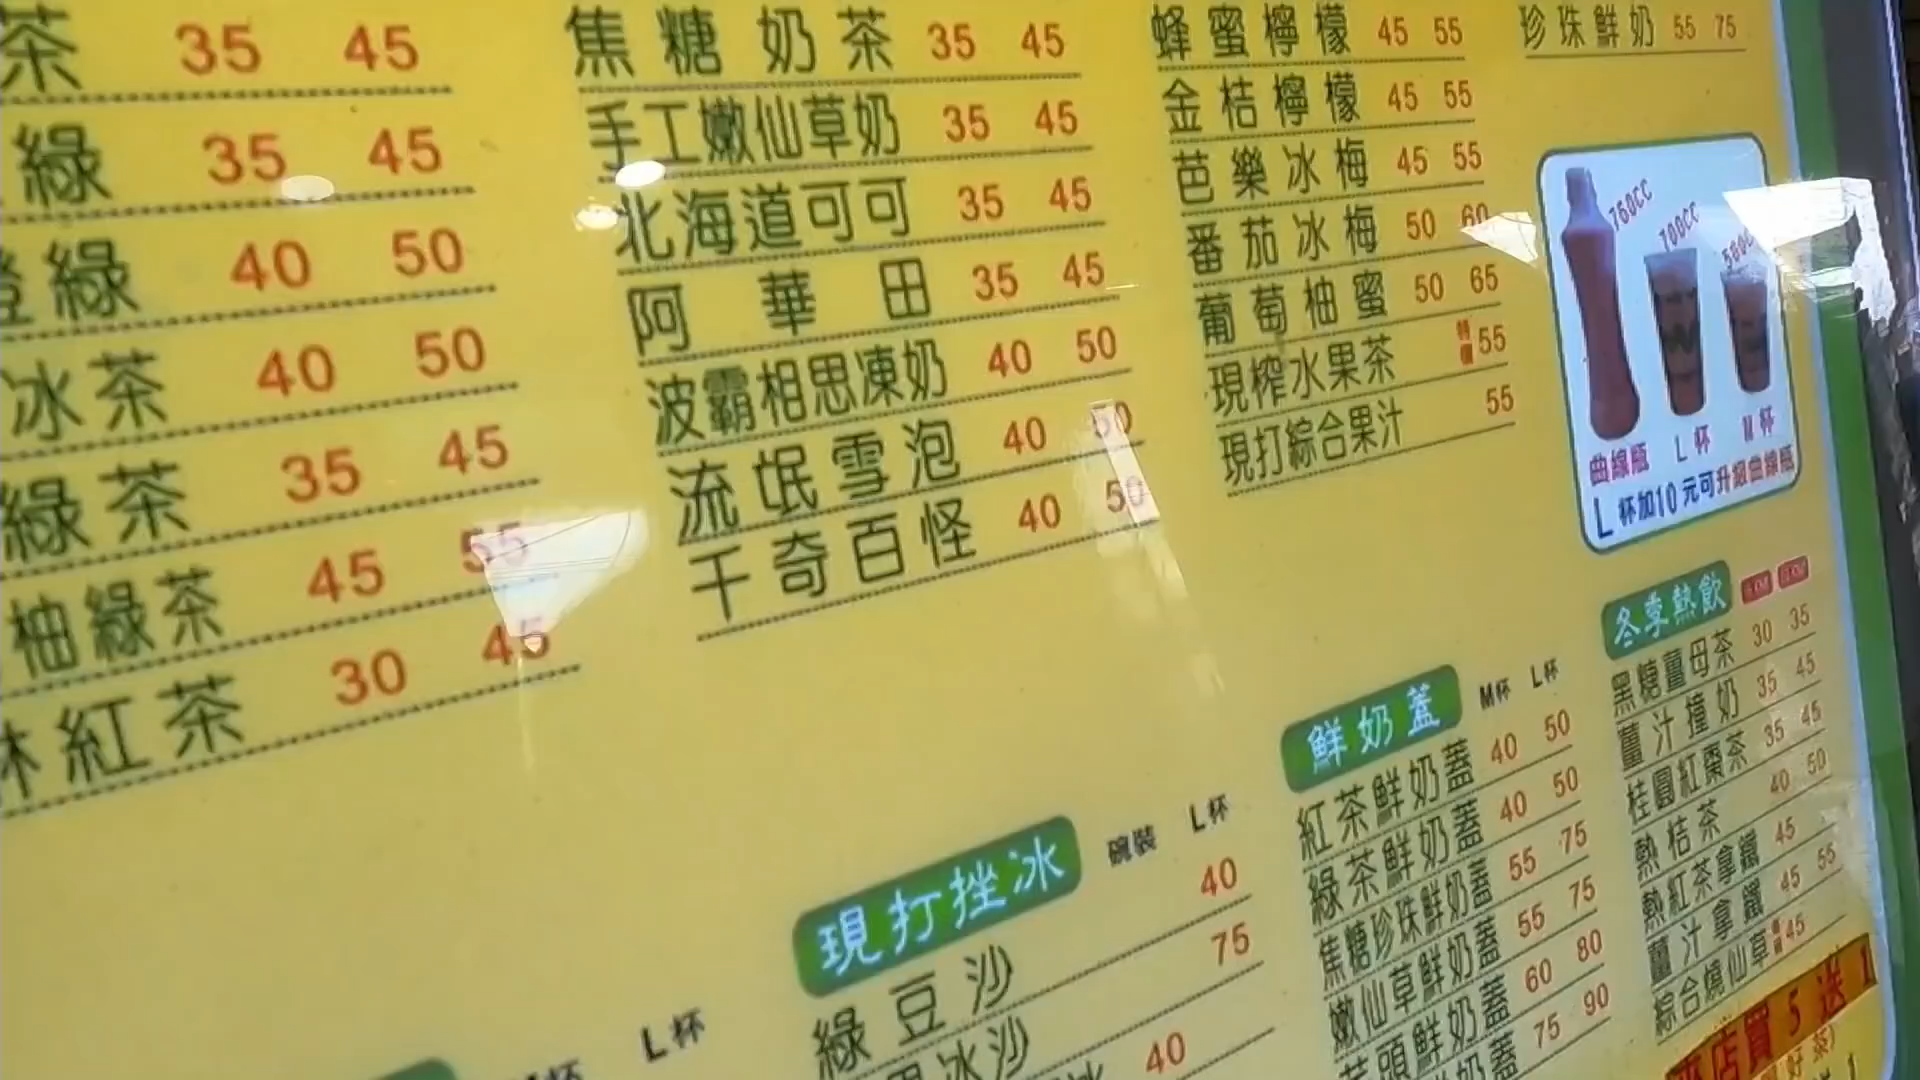 茶 35 45
綠 35 45
綠 40 50
冰茶 40 50
綠茶 35 45
柚綠茶 45 55
紅茶 30 45
焦糖奶茶 35 45
手工嫩仙草奶 35 45
北海道可可 35 45
阿華田 35 45
波霸相思凍奶 40 50
流氓雪泡 40 50
千奇百怪 40 50
蜂蜜檸檬 45 55
金桔檸檬 45 55
芭樂冰梅 45 55
番茄冰梅 50 60
葡萄柚蜜 50 65
現榨水果茶 特價 55
現打綜合果汁 55
珍珠鮮奶 55 75
760CC
700CC
曲線瓶 L杯 M杯
L杯加10元可升級曲線瓶
冬季熱飲
黑糖薑母茶 30 35
薑汁撞奶 35 45
桂圓紅棗茶 35 45
熱桔茶 40 50
熱紅茶拿鐵 45
薑汁拿鐵 45 55
綜合燒仙草 45
鮮奶蓋 M杯 L杯
紅茶鮮奶蓋 40 50
綠茶鮮奶蓋 40 50
焦糖珍珠鮮奶蓋 55 75
嫩仙草鮮奶蓋 55 75
芋頭鮮奶蓋 60 80
蓋 75 90
現打挫冰 碗裝 L杯
綠豆沙 40
冰沙 75
40
L杯
店買5送1